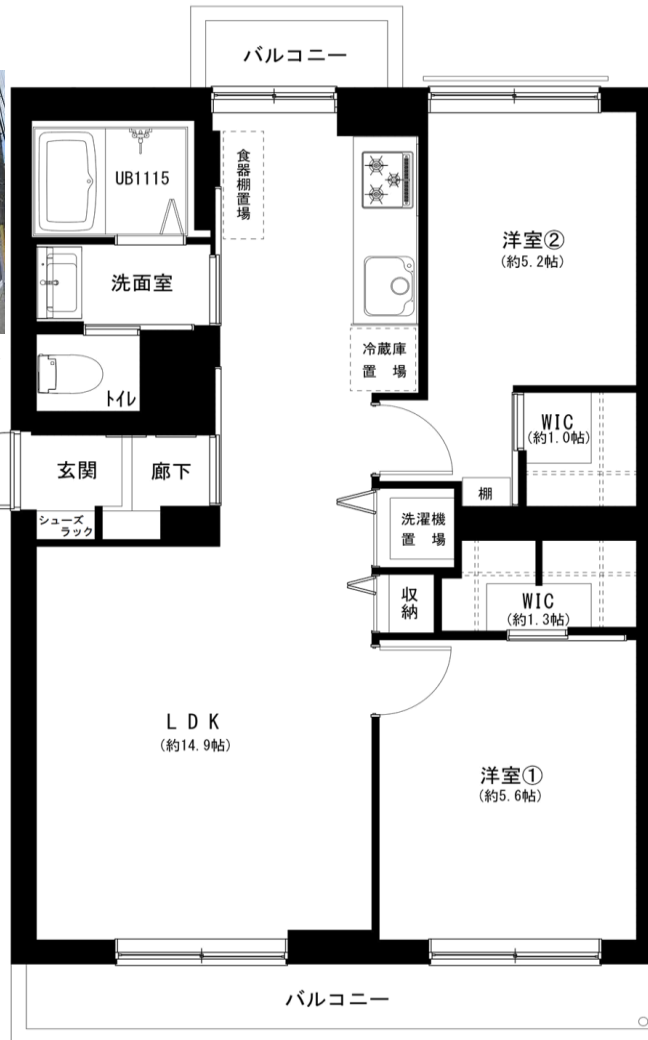 バルコニー
UB1115
食器棚置場
洋室②
(約5.2帖)
洗面室
冷蔵庫
置 場
トイレ
WIC
(約1.0帖)
玄関
廊下
棚
シューズ
ラック
洗濯機
置 場
収納
WIC
(約1.3帖)
LDK
(約14.9帖)
洋室①
(約5.6帖)
バルコニー